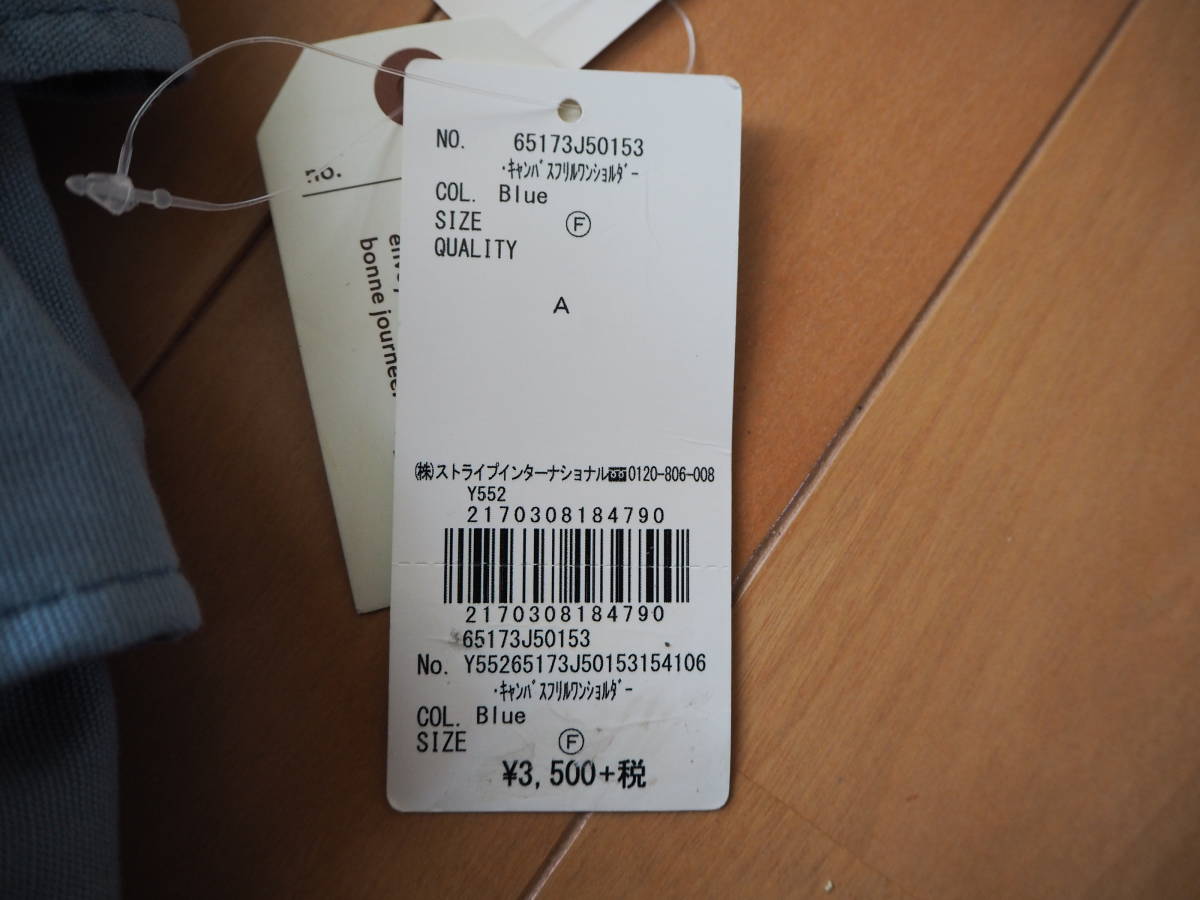 no.
bonne journee.
NO. 65173J50153
・ｷｬﾝﾊﾞｽﾌﾘﾙﾜﾝｼｮﾙﾀﾞｰ
COL. Blue
SIZE Ⓕ
QUALITY
A
㈱ストライプインターナショナル☎0120-806-008
Y552
2170308184790
2170308184790
65173J50153
No. Y55265173J50153154106
・ｷｬﾝﾊﾞｽﾌﾘﾙﾜﾝｼｮﾙﾀﾞｰ
COL. Blue
SIZE Ⓕ
¥3,500+税